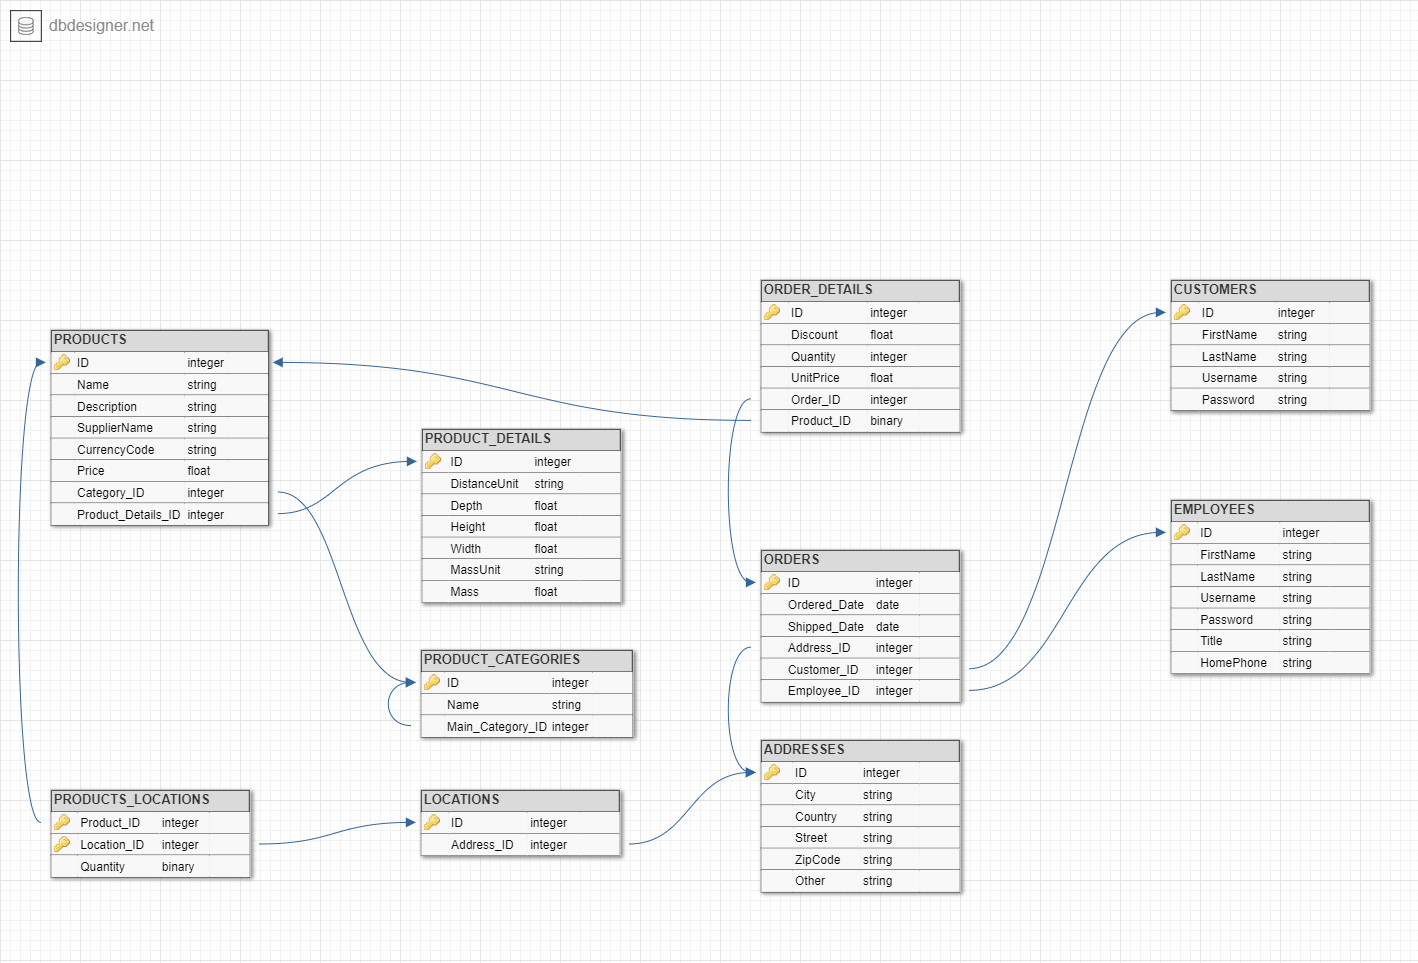 dbdesigner.net
PRODUCTS
ID integer
Name string
Description string
SupplierName string
CurrencyCode string
Price float
Category_ID integer
Product_Details_ID integer
PRODUCT_DETAILS
ID integer
DistanceUnit string
Depth float
Height float
Width float
MassUnit string
Mass float
PRODUCT_CATEGORIES
ID integer
Name string
Main_Category_ID integer
PRODUCTS_LOCATIONS
Product_ID integer
Location_ID integer
Quantity binary
LOCATIONS
ID integer
Address_ID integer
ORDER_DETAILS
ID integer
Discount float
Quantity integer
UnitPrice float
Order_ID integer
Product_ID binary
ORDERS
ID integer
Ordered_Date date
Shipped_Date date
Address_ID integer
Customer_ID integer
Employee_ID integer
ADDRESSES
ID integer
City string
Country string
Street string
ZipCode string
Other string
CUSTOMERS
ID integer
FirstName string
LastName string
Username string
Password string
EMPLOYEES
ID integer
FirstName string
LastName string
Username string
Password string
Title string
HomePhone string